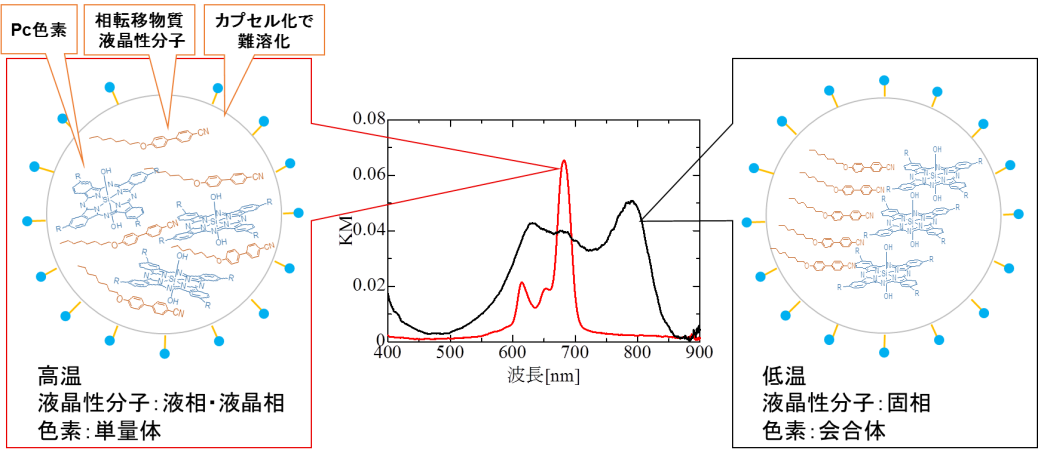 Pc色素
相転移物質
液晶性分子
カプセル化で
難溶化
CN
O
R
OH
N
Si
高温
液晶性分子：液相・液晶相
色素：単量体
0.08
0.06
0.04
0.02
0
KM
400 500 600 700 800 900
波長[nm]
低温
液晶性分子：固相
色素：会合体